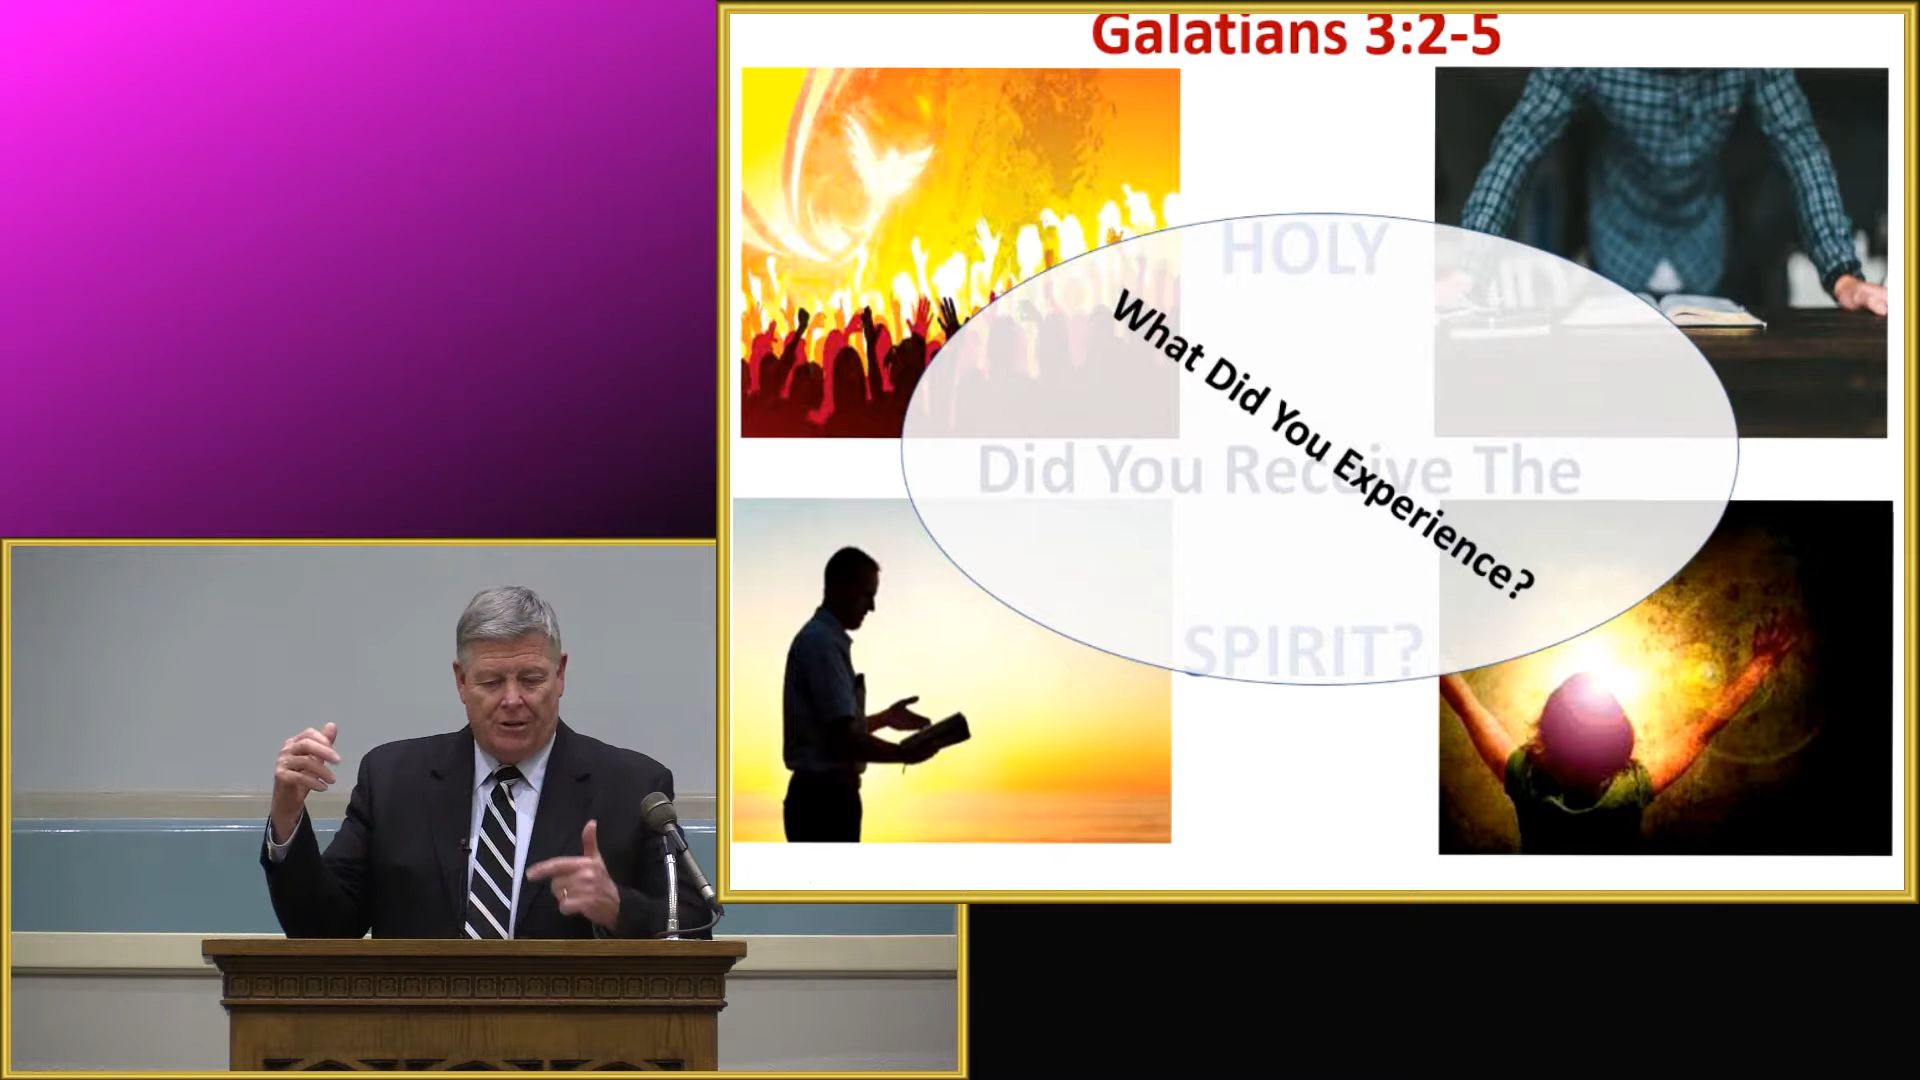 Galatians 3:2-5
HOLY
What Did You Experience?
Did You Receive The
SPIRIT?